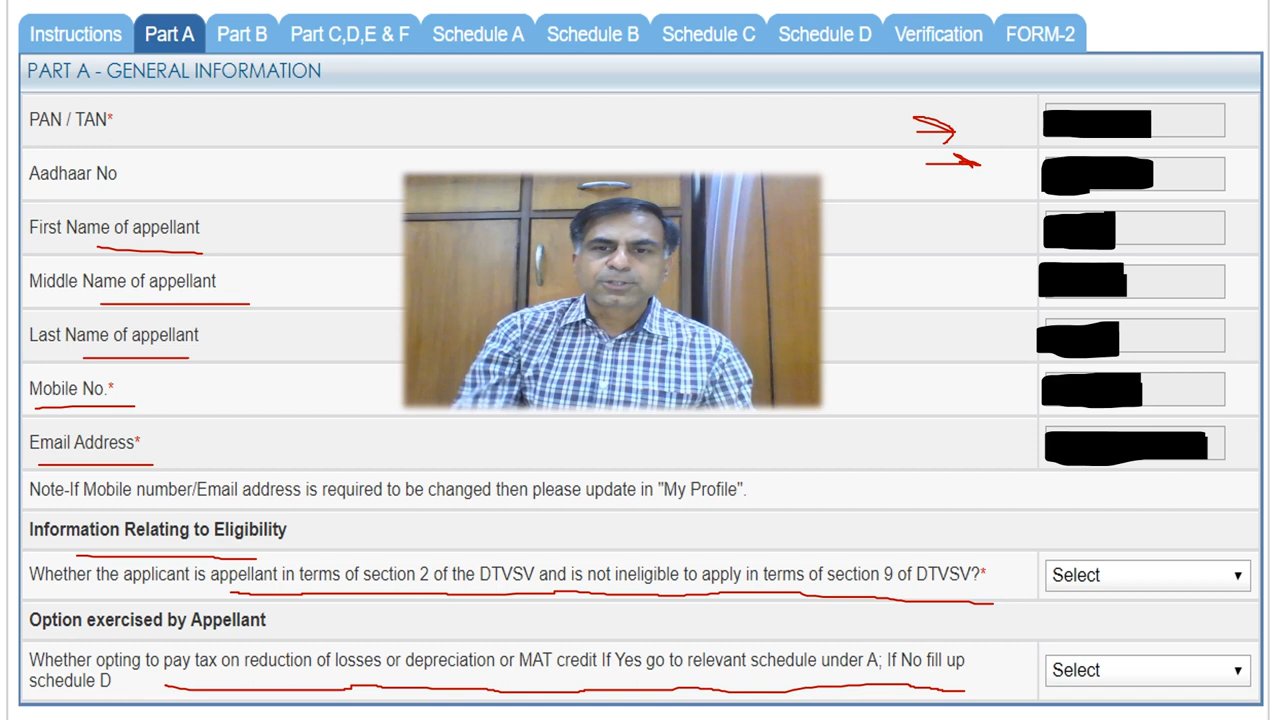 Instructions Part A Part B Part C,D,E & F Schedule A Schedule B Schedule C Schedule D Verification FORM-2
PART A - GENERAL INFORMATION
PAN / TAN*
Aadhaar No
First Name of appellant
Middle Name of appellant
Last Name of appellant
Mobile No.*
Email Address*
Note-If Mobile number/Email address is required to be changed then please update in "My Profile".
Information Relating to Eligibility
Whether the applicant is appellant in terms of section 2 of the DTVSV and is not ineligible to apply in terms of section 9 of DTVSV?* Select
Option exercised by Appellant
Whether opting to pay tax on reduction of losses or depreciation or MAT credit If Yes go to relevant schedule under A; If No fill up Select
schedule D